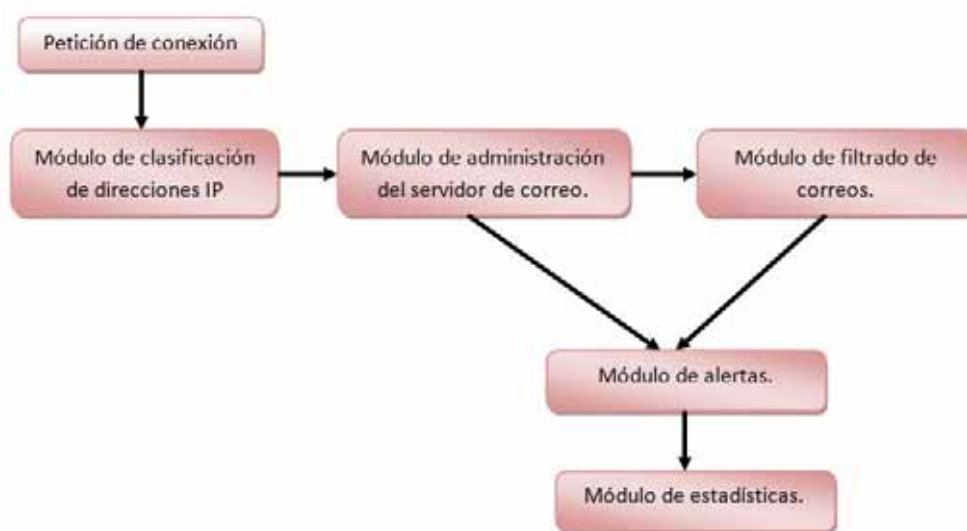 Petición de conexión
Módulo de clasificación
de direcciones IP
Módulo de administración
del servidor de correo.
Módulo de filtrado de
correos.
Módulo de alertas.
Módulo de estadísticas.